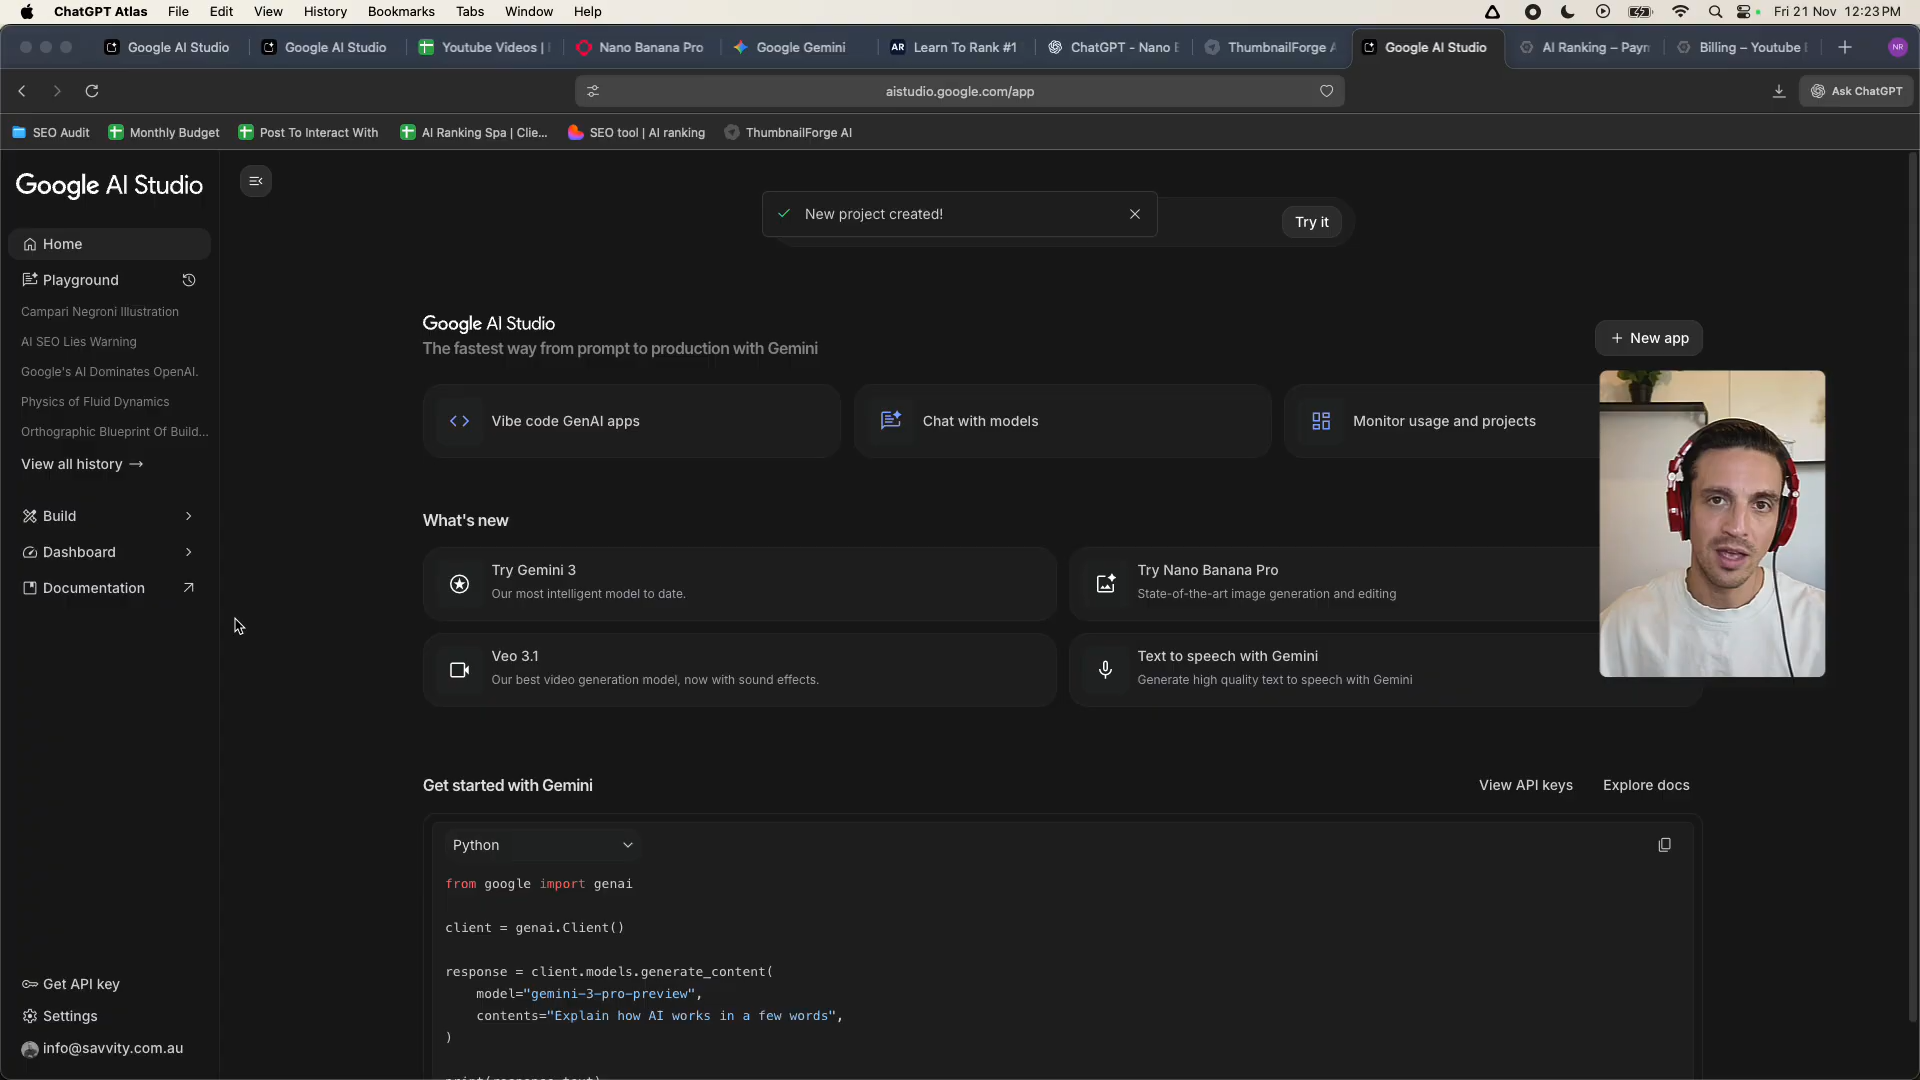 ChatGPT Atlas File Edit View History Bookmarks Tabs Window Help Fri 21 Nov 12:23 PM
Google AI Studio Google AI Studio Youtube Videos | Nano Banana Pro Google Gemini Learn To Rank #1 ChatGPT - Nano ThumbnailForge Google AI Studio AI Ranking – Billing – Youtube NR
aistudio.google.com/app Ask ChatGPT
SEO Audit Monthly Budget Post To Interact With AI Ranking Spa | Clie... SEO tool | AI ranking ThumbnailForge AI
Google AI Studio
New project created!
Try it
Home
Playground
Campari Negroni Illustration
AI SEO Lies Warning
Google's AI Dominates OpenAI.
Physics of Fluid Dynamics
Orthographic Blueprint Of Build...
View all history →
Build
Dashboard
Documentation
Get API key
Settings
info@savvity.com.au
Google AI Studio
The fastest way from prompt to production with Gemini
+ New app
Vibe code GenAI apps
Chat with models
Monitor usage and projects
What's new
Try Gemini 3
Our most intelligent model to date.
Try Nano Banana Pro
State-of-the-art image generation and editing
Veo 3.1
Our best video generation model, now with sound effects.
Text to speech with Gemini
Generate high quality text to speech with Gemini
Get started with Gemini
View API keys Explore docs
Python
from google import genai
client = genai.Client()
response = client.models.generate_content(
model="gemini-3-pro-preview",
contents="Explain how AI works in a few words",
)